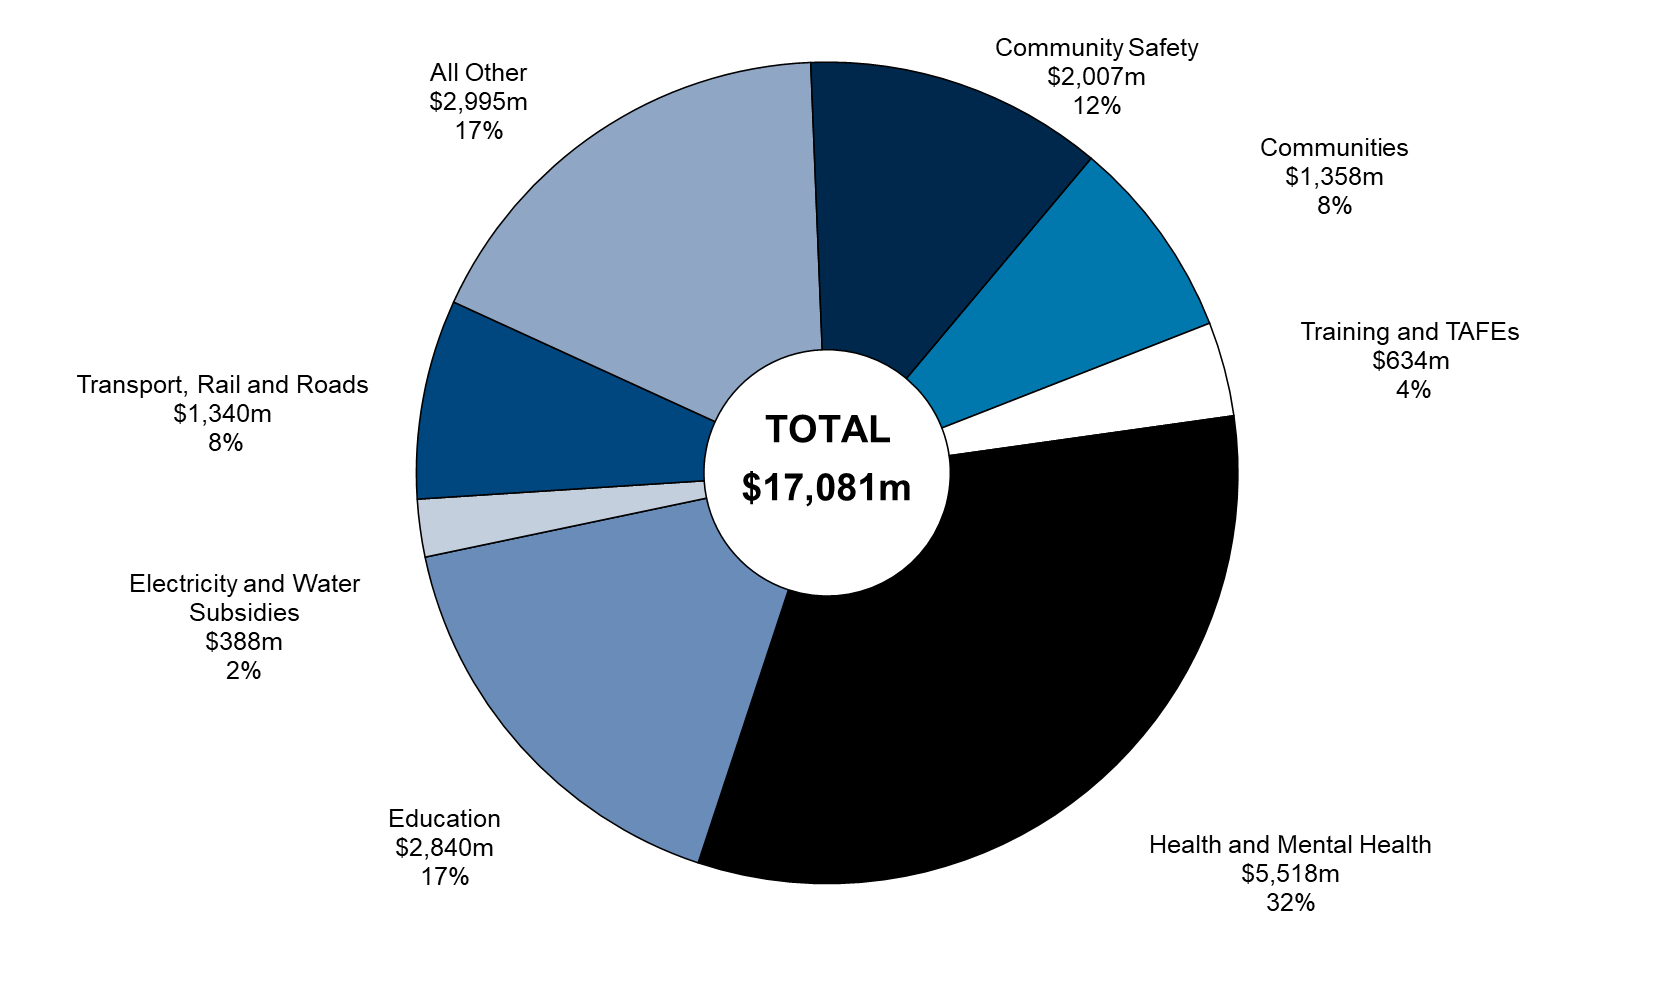 Community Safety
$2,007m
12%
Communities
$1,358m
8%
Training and TAFEs
$634m
4%
Health and Mental Health
$5,518m
32%
Education
$2,840m
17%
Electricity and Water
Subsidies
$388m
2%
Transport, Rail and Roads
$1,340m
8%
All Other
$2,995m
17%
TOTAL
$17,081m